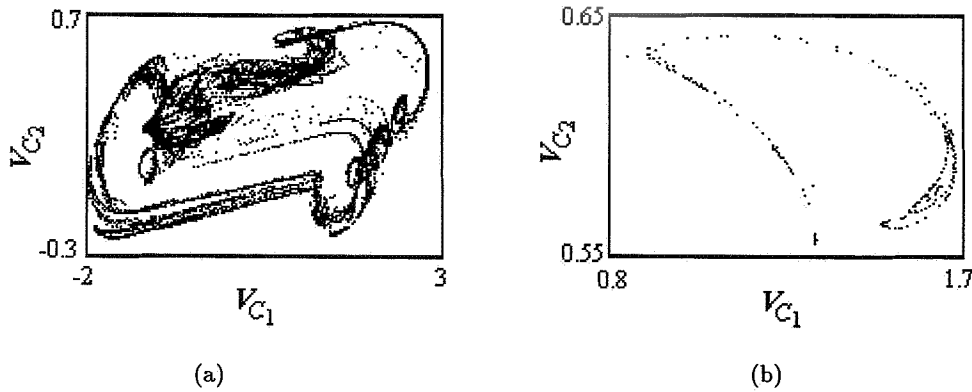 0.7
V_{C_2}
-0.3
-2
3
V_{C_1}
(a)
0.65
V_{C_2}
0.55
0.8
1.7
V_{C_1}
(b)